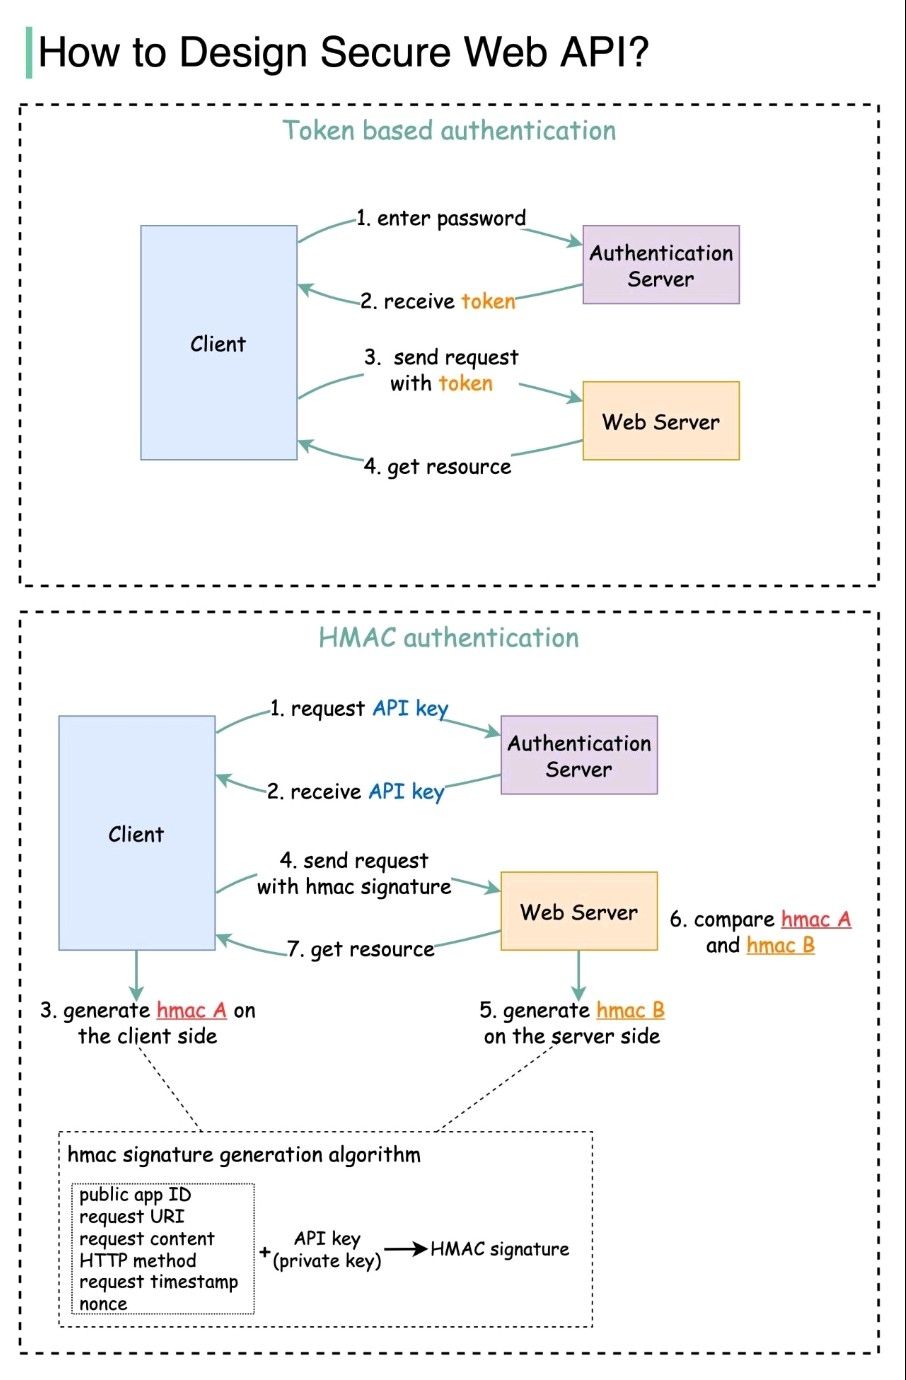 How to Design Secure Web API?
Token based authentication
1. enter password
Authentication
Server
2. receive token
Client
3. send request
with token
Web Server
4. get resource
HMAC authentication
1. request API key
Authentication
Server
2. receive API key
Client
4. send request
with hmac signature
Web Server
6. compare hmac A
and hmac B
7. get resource
3. generate hmac A on
the client side
5. generate hmac B
on the server side
hmac signature generation algorithm
public app ID
request URI
request content
HTTP method
request timestamp
nonce
+
API key
(private key)
HMAC signature